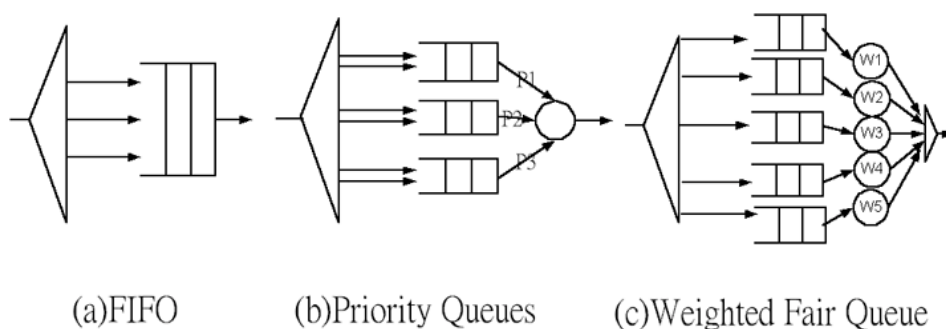 P1
P2
P3
W1
W2
W3
W4
W5
(a)FIFO
(b)Priority Queues
(c)Weighted Fair Queue